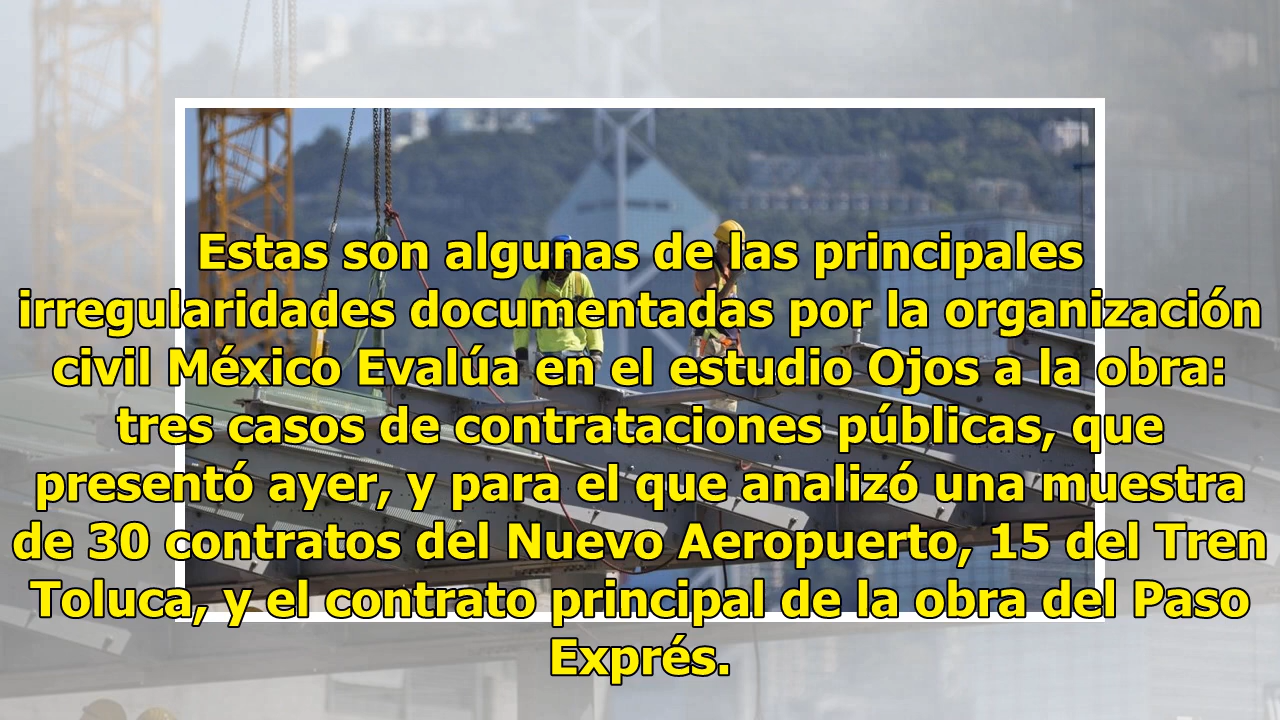 Estas son algunas de las principales
irregularidades documentadas por la organización
civil México Evalúa en el estudio Ojos a la obra:
tres casos de contrataciones públicas, que
presentó ayer, y para el que analizó una muestra
de 30 contratos del Nuevo Aeropuerto, 15 del Tren
Toluca, y el contrato principal de la obra del Paso
Exprés.